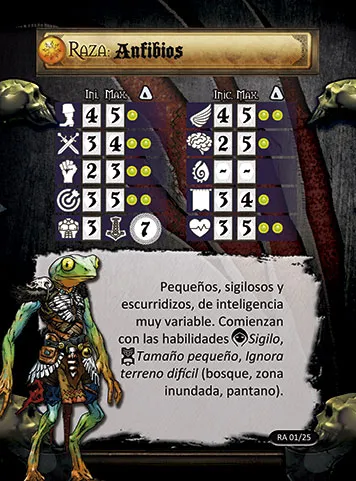 Raza: Anfibios
Ini. Max. Inic. Max.
4 5 4 5
3 4 2 5
2 3 - -
3 5 3 4
3 7 3 5
Pequeños, sigilosos y
escurridizos, de inteligencia
muy variable. Comienzan
con las habilidades Sigilo,
Tamaño pequeño, Ignora
terreno difícil (bosque, zona
inundada, pantano).
RA 01/25